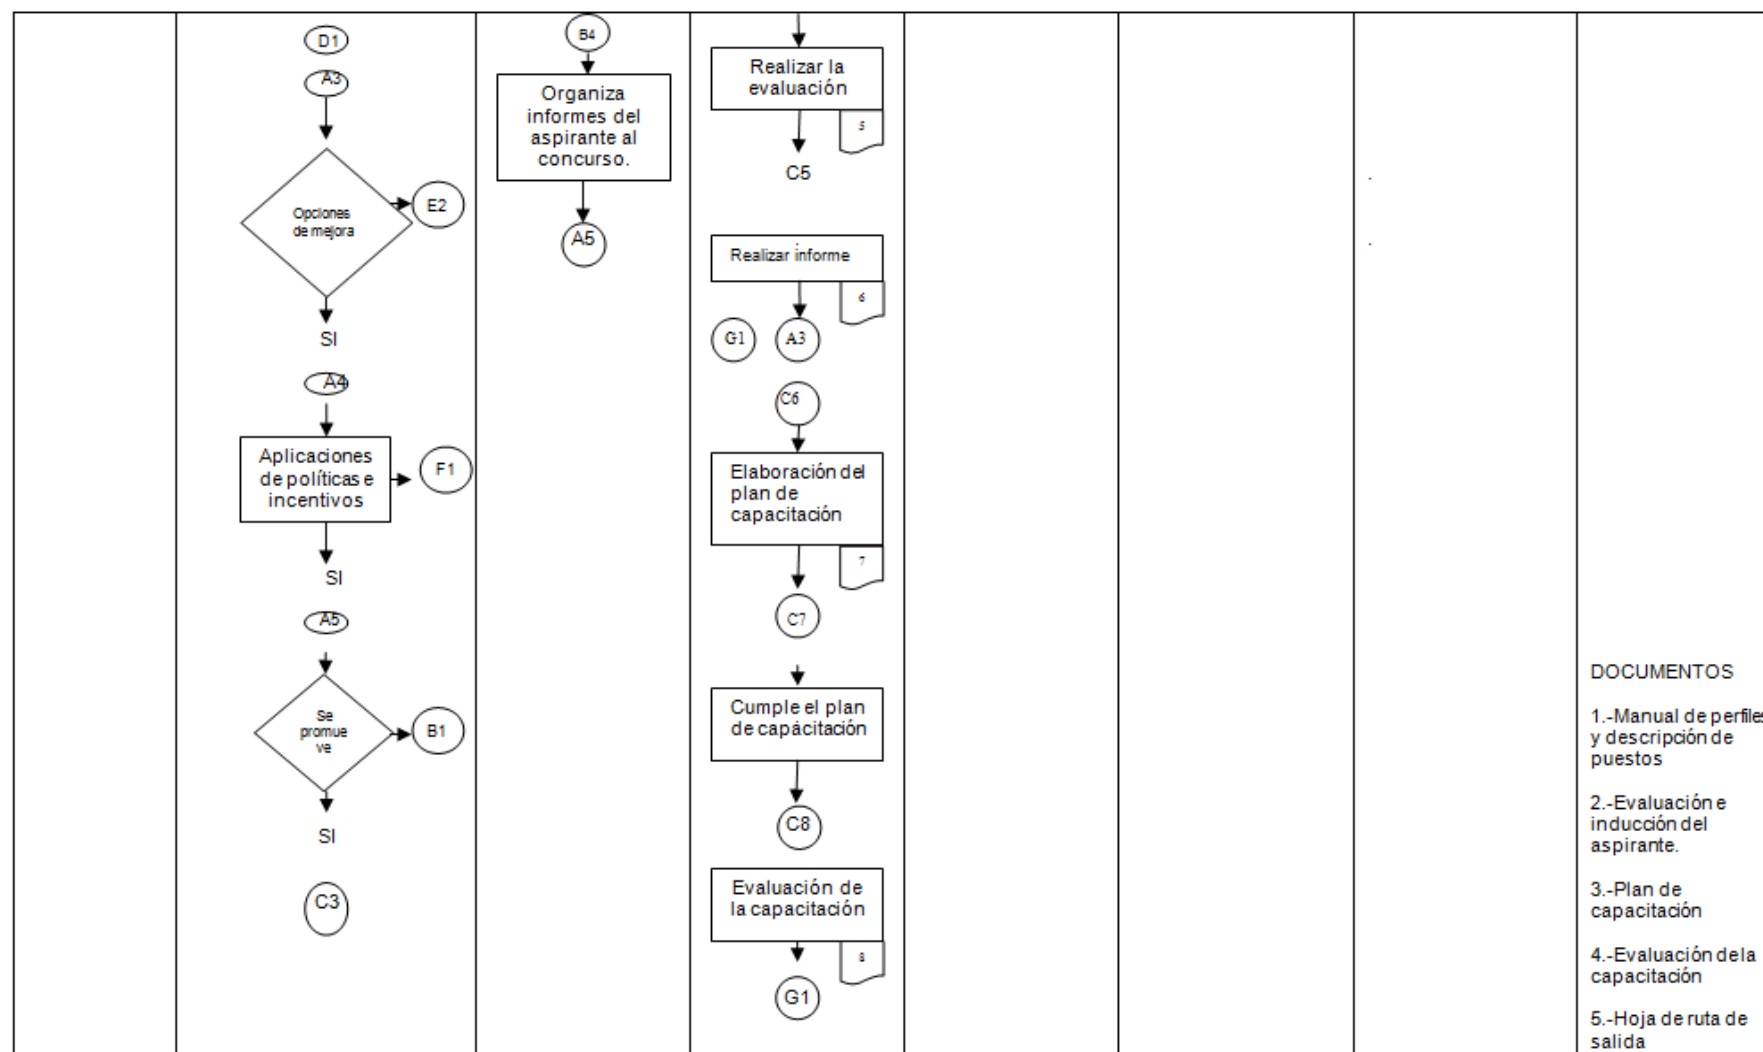 D1
A3
Opciones
de mejora
E2
SI
A4
Aplicaciones
de políticas e
incentivos
F1
SI
A5
Se
promue
ve
B1
SI
C3
B4
Organiza
informes del
aspirante al
concurso.
A5
Realizar la
evaluación
5
C5
Realizar informe
6
G1
A3
C6
Elaboración del
plan de
capacitación
7
C7
Cumple el plan
de capacitación
C8
Evaluación de
la capacitación
8
G1
DOCUMENTOS
1.-Manual de perfiles
y descripción de
puestos
2.-Evaluación e
inducción del
aspirante.
3.-Plan de
capacitación
4.-Evaluación de la
capacitación
5.-Hoja de ruta de
salida